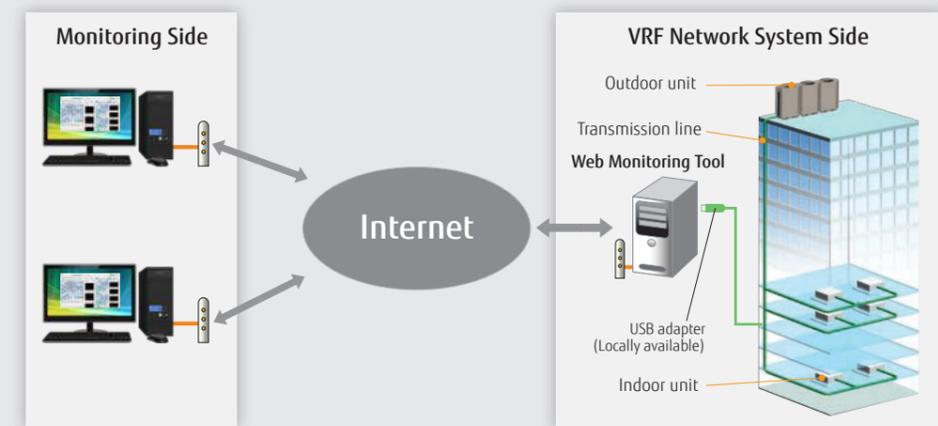 Monitoring Side
Internet
VRF Network System Side
Outdoor unit
Transmission line
Web Monitoring Tool
USB adapter
(Locally available)
Indoor unit